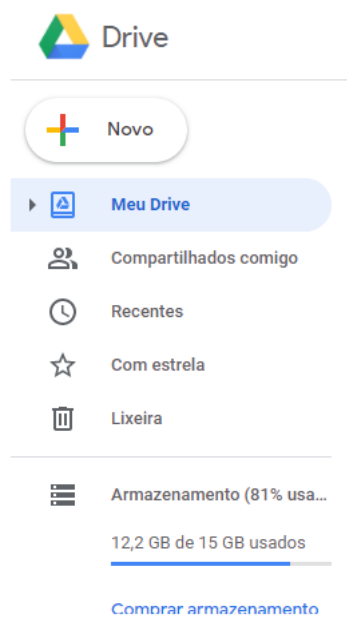 Drive
Novo
Meu Drive
Compartilhados comigo
Recentes
Com estrela
Lixeira
Armazenamento (81% usa...
12,2 GB de 15 GB usados
Comprar armazenamento